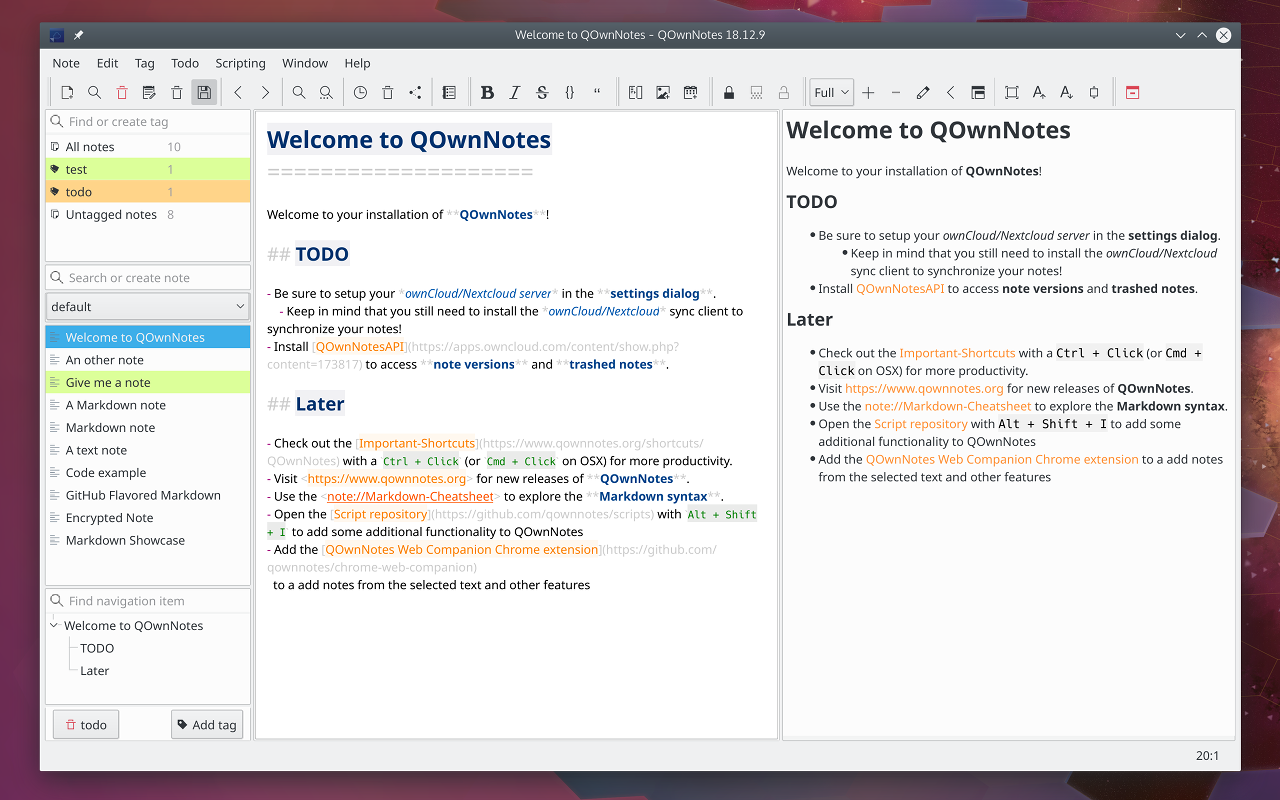 Welcome to QOwnNotes - QOwnNotes 18.12.9
Note Edit Tag Todo Scripting Window Help
Full
Find or create tag
All notes 10
test 1
todo 1
Untagged notes 8
Search or create note
default
Welcome to QOwnNotes
An other note
Give me a note
A Markdown note
Markdown note
A text note
Code example
GitHub Flavored Markdown
Encrypted Note
Markdown Showcase
Find navigation item
Welcome to QOwnNotes
TODO
Later
todo Add tag
Welcome to QOwnNotes
====================
Welcome to your installation of **QOwnNotes**!
## TODO
- Be sure to setup your *ownCloud/Nextcloud server* in the **settings dialog**.
- Keep in mind that you still need to install the *ownCloud/Nextcloud* sync client to
synchronize your notes!
- Install [QOwnNotesAPI](https://apps.owncloud.com/content/show.php?
content=173817) to access **note versions** and **trashed notes**.
## Later
- Check out the [Important-Shortcuts](https://www.qownnotes.org/shortcuts/
QOwnNotes) with a `Ctrl + Click` (or `Cmd + Click` on OSX) for more productivity.
- Visit <https://www.qownnotes.org> for new releases of **QOwnNotes**.
- Use the <note://Markdown-Cheatsheet> to explore the **Markdown syntax**.
- Open the [Script repository](https://github.com/qownnotes/scripts) with `Alt + Shift
+ I` to add some additional functionality to QOwnNotes
- Add the [QOwnNotes Web Companion Chrome extension](https://github.com/
qownnotes/chrome-web-companion)
to a add notes from the selected text and other features
Welcome to QOwnNotes
Welcome to your installation of QOwnNotes!
TODO
• Be sure to setup your ownCloud/Nextcloud server in the settings dialog.
• Keep in mind that you still need to install the ownCloud/Nextcloud
sync client to synchronize your notes!
• Install QOwnNotesAPI to access note versions and trashed notes.
Later
• Check out the Important-Shortcuts with a Ctrl + Click (or Cmd +
Click on OSX) for more productivity.
• Visit https://www.qownnotes.org for new releases of QOwnNotes.
• Use the note://Markdown-Cheatsheet to explore the Markdown syntax.
• Open the Script repository with Alt + Shift + I to add some
additional functionality to QOwnNotes
• Add the QOwnNotes Web Companion Chrome extension to a add notes
from the selected text and other features
20:1